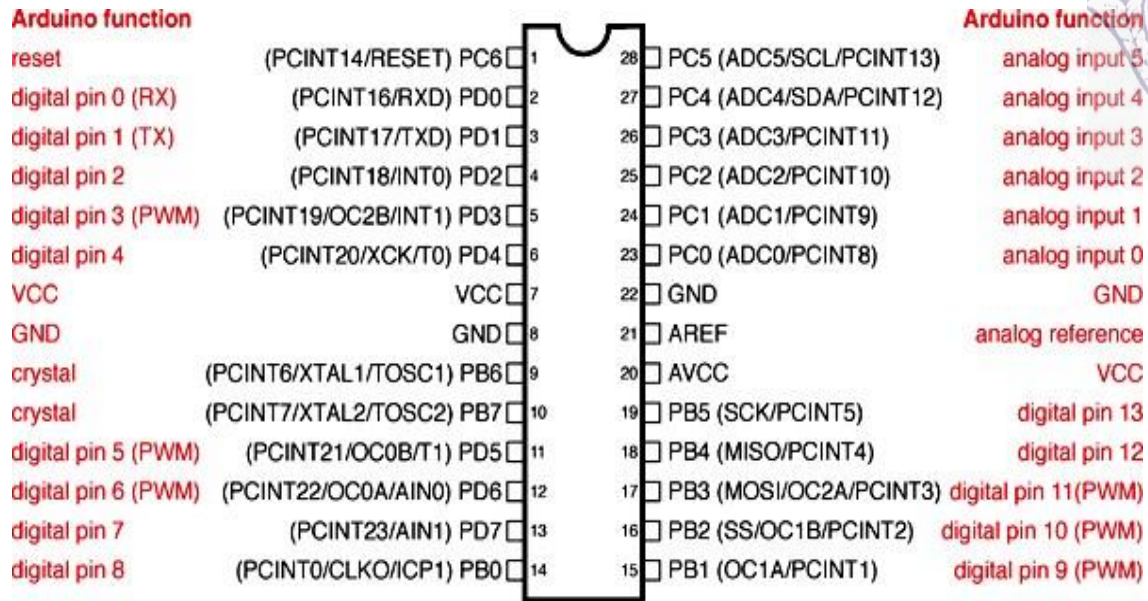 Arduino function Arduino function
reset (PCINT14/RESET) PC6 1 28 PC5 (ADC5/SCL/PCINT13) analog input 5
digital pin 0 (RX) (PCINT16/RXD) PD0 2 27 PC4 (ADC4/SDA/PCINT12) analog input 4
digital pin 1 (TX) (PCINT17/TXD) PD1 3 26 PC3 (ADC3/PCINT11) analog input 3
digital pin 2 (PCINT18/INT0) PD2 4 25 PC2 (ADC2/PCINT10) analog input 2
digital pin 3 (PWM) (PCINT19/OC2B/INT1) PD3 5 24 PC1 (ADC1/PCINT9) analog input 1
digital pin 4 (PCINT20/XCK/T0) PD4 6 23 PC0 (ADC0/PCINT8) analog input 0
VCC VCC 7 22 GND GND
GND GND 8 21 AREF analog reference
crystal (PCINT6/XTAL1/TOSC1) PB6 9 20 AVCC VCC
crystal (PCINT7/XTAL2/TOSC2) PB7 10 19 PB5 (SCK/PCINT5) digital pin 13
digital pin 5 (PWM) (PCINT21/OC0B/T1) PD5 11 18 PB4 (MISO/PCINT4) digital pin 12
digital pin 6 (PWM) (PCINT22/OC0A/AIN0) PD6 12 17 PB3 (MOSI/OC2A/PCINT3) digital pin 11(PWM)
digital pin 7 (PCINT23/AIN1) PD7 13 16 PB2 (SS/OC1B/PCINT2) digital pin 10 (PWM)
digital pin 8 (PCINT0/CLKO/ICP1) PB0 14 15 PB1 (OC1A/PCINT1) digital pin 9 (PWM)